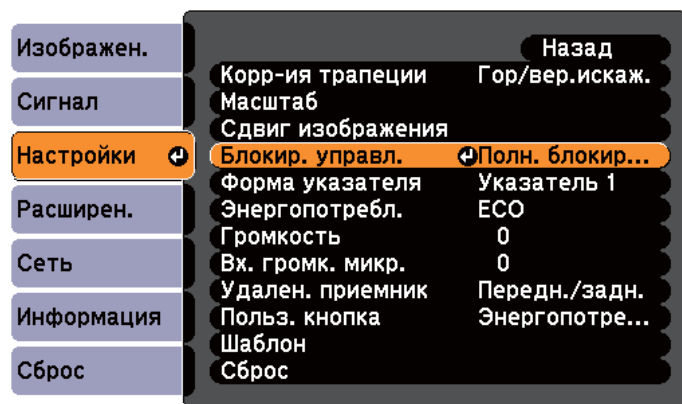 Изображен.
Сигнал
Настройки
Расширен.
Сеть
Информация
Сброс
Назад
Корр-ия трапеции Гор/вер.искаж.
Масштаб
Сдвиг изображения
Блокир. управл. Полн. блокир...
Форма указателя Указатель 1
Энергопотребл. ECO
Громкость 0
Вх. громк. микр. 0
Удален. приемник Передн./задн.
Польз. кнопка Энергопотре...
Шаблон
Сброс